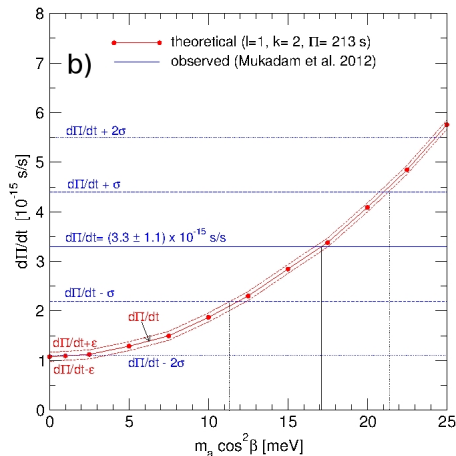 b)
theoretical (l=1, k= 2, Π= 213 s)
observed (Mukadam et al. 2012)
dΠ/dt + 2σ
dΠ/dt + σ
dΠ/dt= (3.3 ± 1.1) x 10⁻¹⁵ s/s
dΠ/dt - σ
dΠ/dt
dΠ/dt+ε
dΠ/dt-ε
dΠ/dt - 2σ
dΠ/dt [10⁻¹⁵ s/s]
8
7
6
5
4
3
2
1
0
0 5 10 15 20 25
mₐ cos²β [meV]